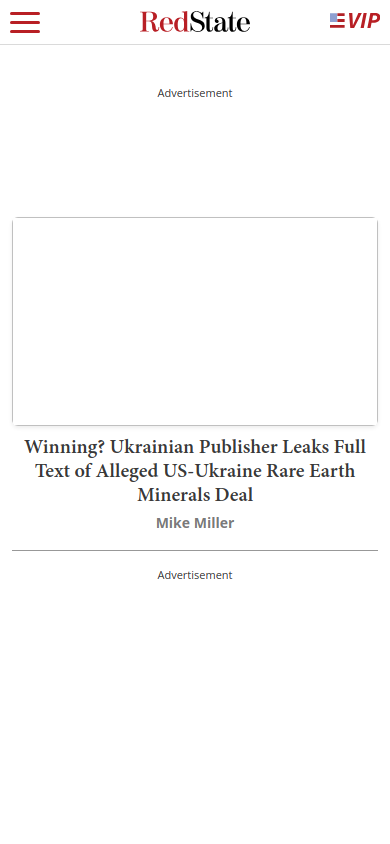 RedState
VIP
Advertisement
Winning? Ukrainian Publisher Leaks Full
Text of Alleged US-Ukraine Rare Earth
Minerals Deal
Mike Miller
Advertisement